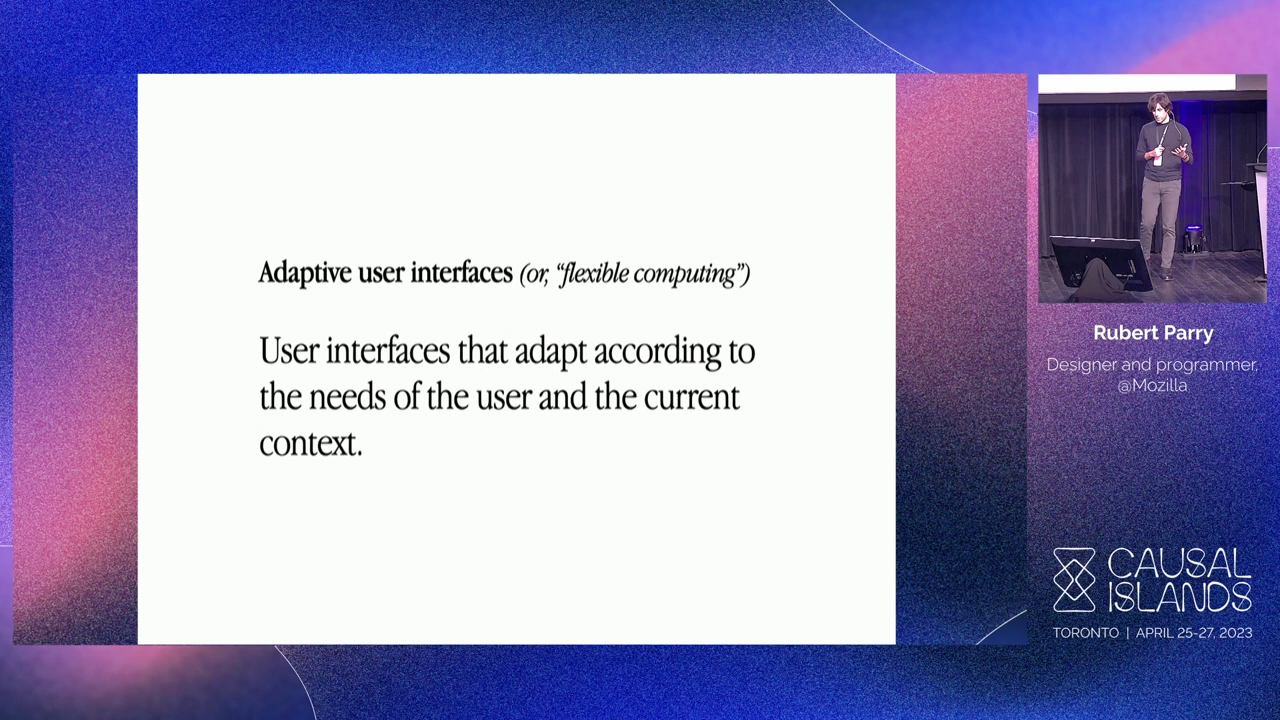 Adaptive user interfaces (or, “flexible computing”)
User interfaces that adapt according to
the needs of the user and the current
context.
Rubert Parry
Designer and programmer,
@Mozilla
CAUSAL
ISLANDS
TORONTO | APRIL 25-27, 2023